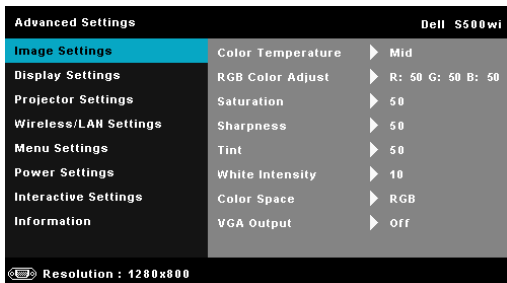 Advanced Settings Dell S500wi
Image Settings Color Temperature Mid
Display Settings RGB Color Adjust R: 50 G: 50 B: 50
Projector Settings Saturation 50
Wireless/LAN Settings Sharpness 50
Menu Settings Tint 50
Power Settings White Intensity 10
Interactive Settings Color Space RGB
Information VGA Output Off
Resolution : 1280x800